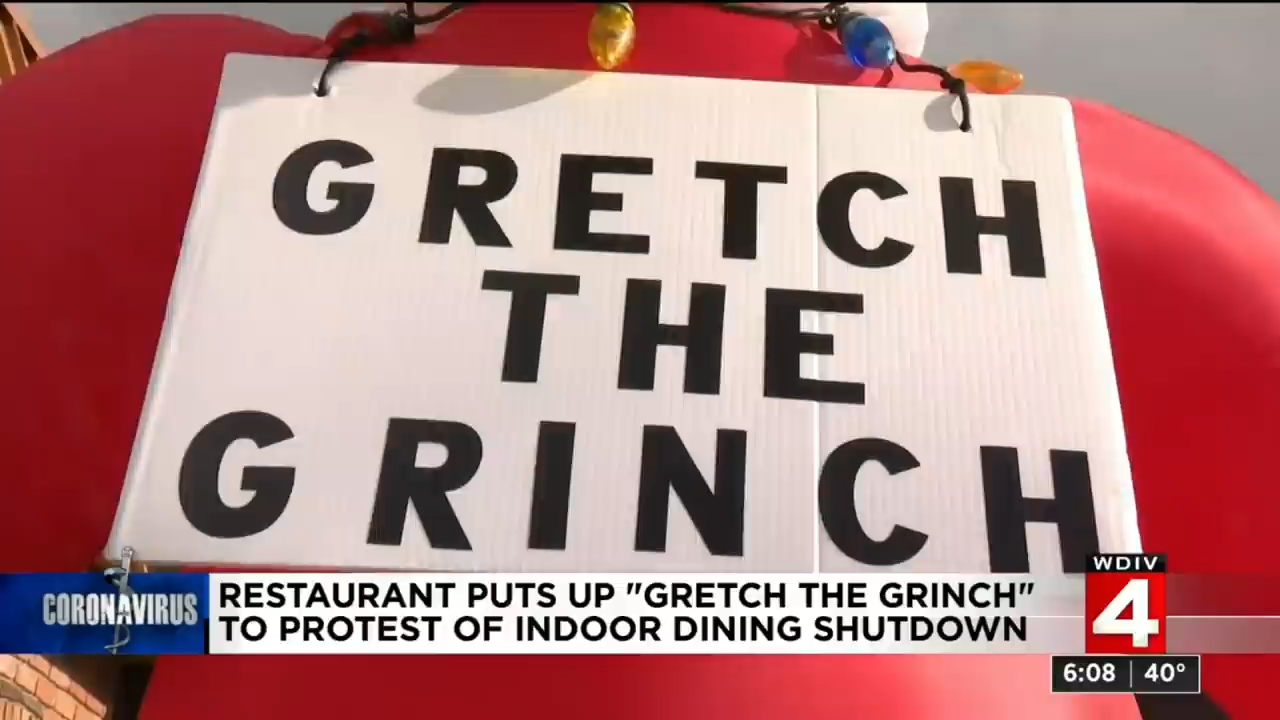 GRETCH
THE
GRINCH
WDIV
4
CORONAVIRUS
RESTAURANT PUTS UP "GRETCH THE GRINCH"
TO PROTEST OF INDOOR DINING SHUTDOWN
6:08 40°